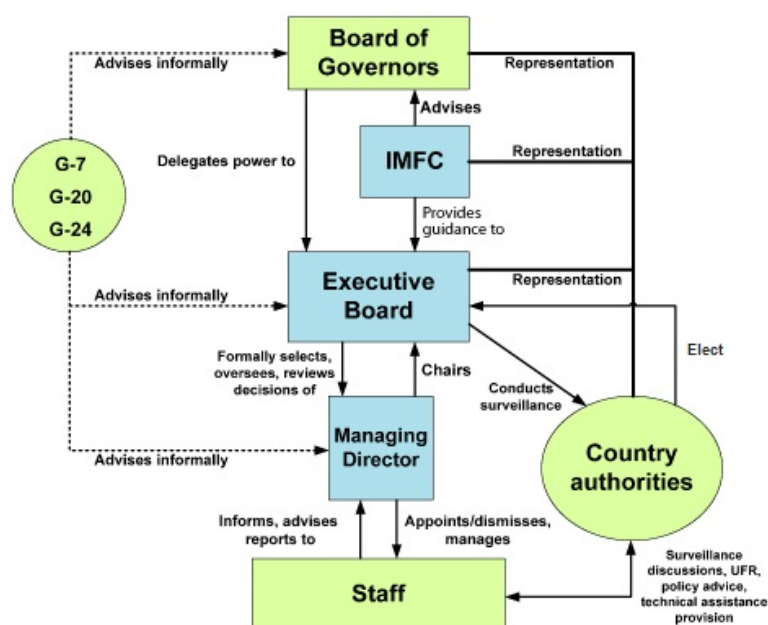 Board of
Governors
Advises informally
Representation
Advises
G-7
G-20
G-24
Delegates power to
IMFC
Representation
Provides
guidance to
Executive
Board
Advises informally
Representation
Formally selects,
oversees, reviews
decisions of
Chairs
Elect
Conducts
surveillance
Managing
Director
Advises informally
Country
authorities
Informs, advises
reports to
Appoints/dismisses,
manages
Staff
Surveillance
discussions, UFR,
policy advice,
technical assistance
provision